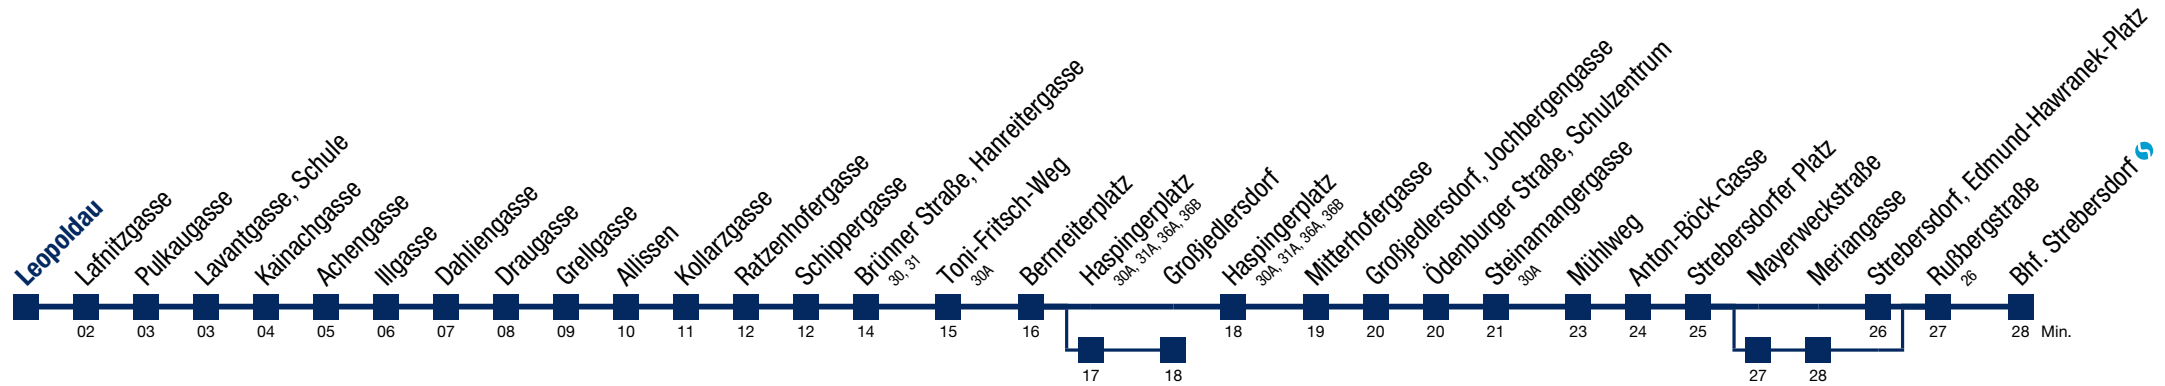 Leopoldau
Lafnitzgasse
02
Pulkaugasse
03
Lavantgasse, Schule
03
Kainachgasse
04
Achengasse
05
Illgasse
06
Dahliengasse
07
Draugasse
08
Grellgasse
09
Allissen
10
Kollarzgasse
11
Ratzenhofergasse
12
Schippergasse
12
Brünner Straße, Hanreitergasse
30, 31
14
Toni-Fritsch-Weg
30A
15
Bernreiterplatz
16
Haspingerplatz
30A, 31A, 36A, 36B
17
Großjedlersdorf
18
Haspingerplatz
30A, 31A, 36A, 36B
18
Mitterhofergasse
19
Großjedlersdorf, Jochbergengasse
20
Ödenburger Straße, Schulzentrum
20
Steinamangergasse
30A
21
Mühlweg
23
Anton-Böck-Gasse
24
Strebersdorfer Platz
25
Mayerweckstraße
27
Meriangasse
28
Strebersdorf, Edmund-Hawranek-Platz
26
Rußbergstraße
26
27
Bhf. Strebersdorf
28 Min.